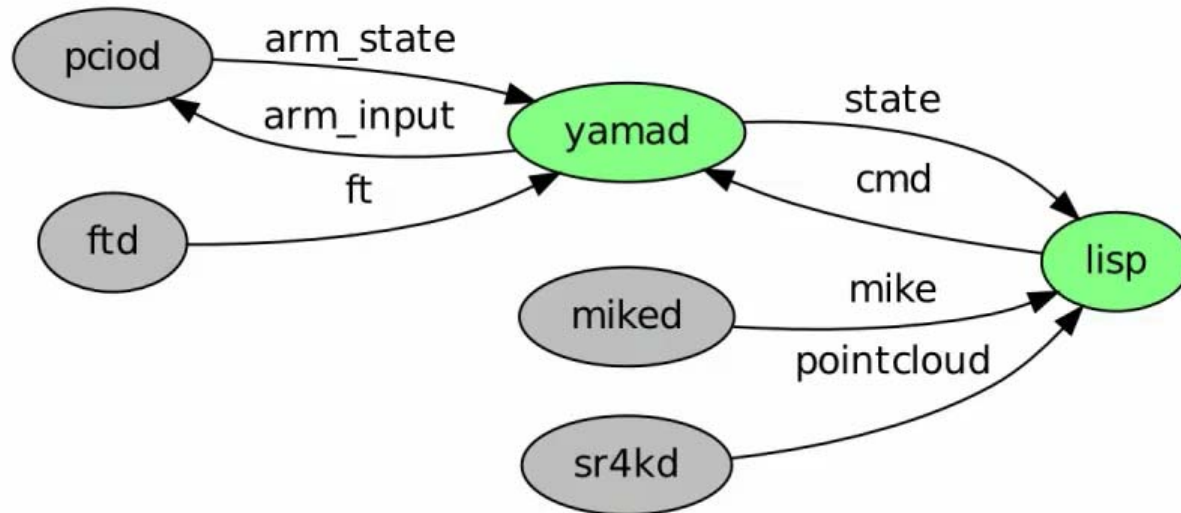 pciod
arm_state
arm_input
yamad
state
ft
cmd
ftd
lisp
miked
mike
pointcloud
sr4kd